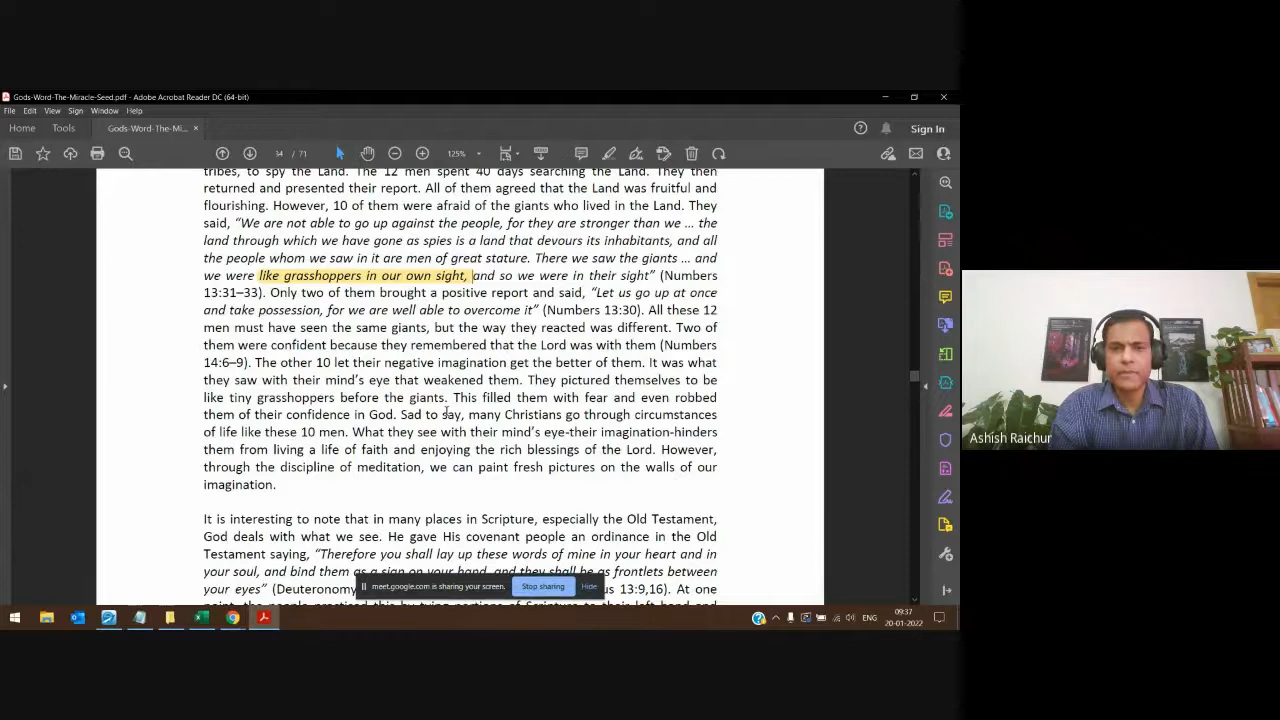 Gods-Word-The-Miracle-Seed.pdf - Adobe Acrobat Reader DC (64-bit)
File Edit View Sign Window Help
Home Tools Gods-Word-The-Mi... × Sign In
34 / 71 125%
tribes, to spy the Land. The 12 men spent 40 days searching the Land. They then
returned and presented their report. All of them agreed that the Land was fruitful and
flourishing. However, 10 of them were afraid of the giants who lived in the Land. They
said, “We are not able to go up against the people, for they are stronger than we ... the
land through which we have gone as spies is a land that devours its inhabitants, and all
the people whom we saw in it are men of great stature. There we saw the giants ... and
we were like grasshoppers in our own sight, and so we were in their sight” (Numbers
13:31–33). Only two of them brought a positive report and said, “Let us go up at once
and take possession, for we are well able to overcome it” (Numbers 13:30). All these 12
men must have seen the same giants, but the way they reacted was different. Two of
them were confident because they remembered that the Lord was with them (Numbers
14:6–9). The other 10 let their negative imagination get the better of them. It was what
they saw with their mind’s eye that weakened them. They pictured themselves to be
like tiny grasshoppers before the giants. This filled them with fear and even robbed
them of their confidence in God. Sad to say, many Christians go through circumstances
of life like these 10 men. What they see with their mind’s eye-their imagination-hinders
them from living a life of faith and enjoying the rich blessings of the Lord. However,
through the discipline of meditation, we can paint fresh pictures on the walls of our
imagination.
It is interesting to note that in many places in Scripture, especially the Old Testament,
God deals with what we see. He gave His covenant people an ordinance in the Old
Testament saying, “Therefore you shall lay up these words of mine in your heart and in
your soul, and bind them as a sign on your hand, and they shall be as frontlets between
your eyes” (Deuteronomy 13:9,16). At one
meet.google.com is sharing your screen. Stop sharing Hide
Ashish Raichur
ENG
09:37
20-01-2022